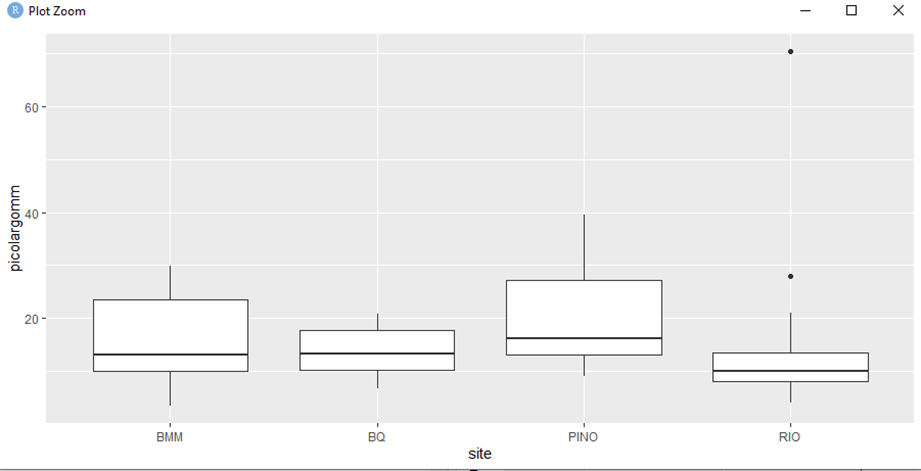 R Plot Zoom
60
40
20
picolargomm
BMM BQ PINO RIO
site